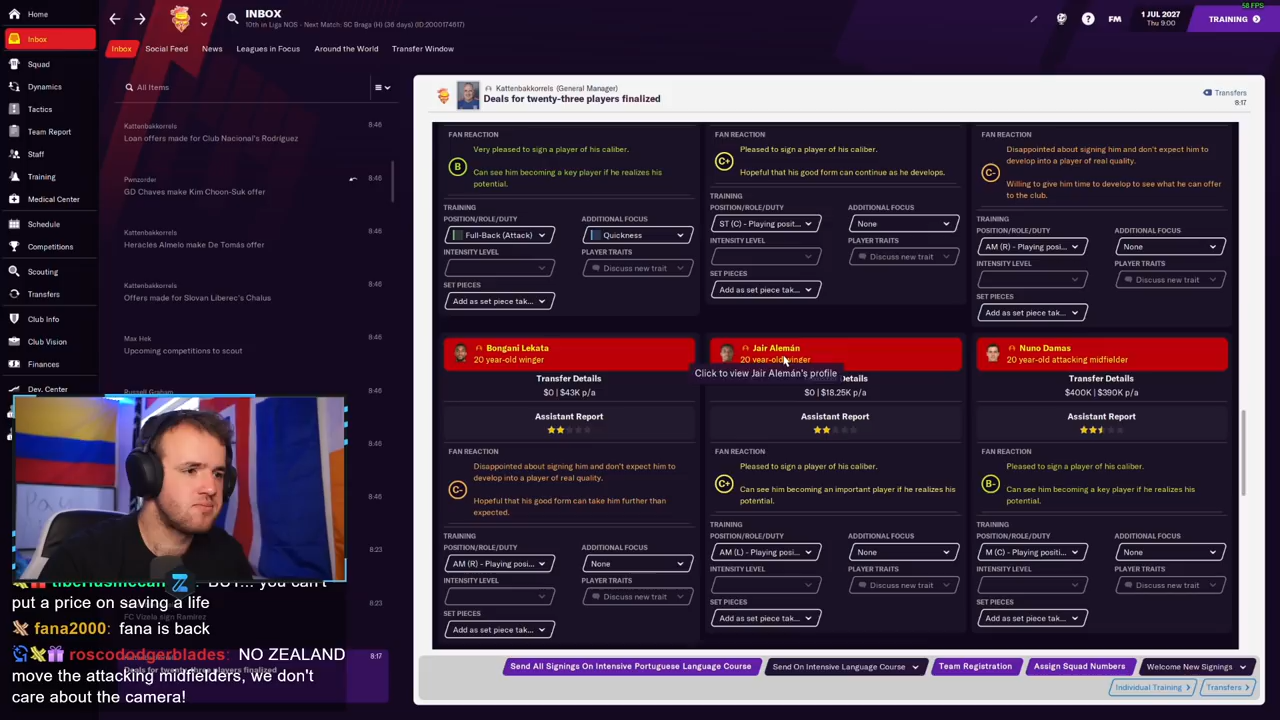 58 FPS
Home
INBOX
10th in Liga NOS - Next Match: SC Braga (H) (36 days) (ID:2000174617)
FM
1 JUL 2027
Thu 9:00
TRAINING
Inbox
Squad
Dynamics
Tactics
Team Report
Staff
Training
Medical Center
Schedule
Competitions
Scouting
Transfers
Club Info
Club Vision
Finances
Dev. Center
Inbox
Social Feed
News
Leagues in Focus
Around the World
Transfer Window
All Items
Kattenbakkorrels
8:46
Loan offers made for Club Nacional's Rodríguez
Pwnzorder
8:46
GD Chaves make Kim Choon-Suk offer
Kattenbakkorrels
8:46
Heracles Almelo make De Tomás offer
Kattenbakkorrels
8:46
Offers made for Slovan Liberec's Chalus
Max Hek
8:46
Upcoming competitions to scout
Russell Grant
8:46
8:46
8:46
8:23
8:23
FC Vizela sign Ramírez
8:17
Deals for twenty-three players finalized
Kattenbakkorrels (General Manager)
Deals for twenty-three players finalized
Transfers
8:17
FAN REACTION
B
Very pleased to sign a player of his caliber.
Can see him becoming a key player if he realizes his
potential.
TRAINING
POSITION/ROLE/DUTY
ADDITIONAL FOCUS
Full-Back (Attack)
Quickness
INTENSITY LEVEL
PLAYER TRAITS
Discuss new trait
SET PIECES
Add as set piece tak...
FAN REACTION
C+
Pleased to sign a player of his caliber.
Hopeful that his good form can continue as he develops.
TRAINING
POSITION/ROLE/DUTY
ADDITIONAL FOCUS
ST (C) - Playing posit...
None
INTENSITY LEVEL
PLAYER TRAITS
Discuss new trait
SET PIECES
Add as set piece tak...
FAN REACTION
C-
Disappointed about signing him and don't expect him to
develop into a player of real quality.
Willing to give him time to develop to see what he can offer
to the club.
TRAINING
POSITION/ROLE/DUTY
ADDITIONAL FOCUS
AM (R) - Playing posi...
None
INTENSITY LEVEL
PLAYER TRAITS
Discuss new trait
SET PIECES
Add as set piece tak...
Bongani Lekata
20 year-old winger
Transfer Details
$0 | $43K p/a
Assistant Report
FAN REACTION
C-
Disappointed about signing him and don't expect him to
develop into a player of real quality.
Hopeful that his good form can take him further than
expected.
TRAINING
POSITION/ROLE/DUTY
ADDITIONAL FOCUS
AM (R) - Playing posi...
None
INTENSITY LEVEL
PLAYER TRAITS
Discuss new trait
SET PIECES
Add as set piece tak...
Jair Alemán
20 year-old winger
Click to view Jair Alemán's profile
Details
$0 | $18.25K p/a
Assistant Report
FAN REACTION
C+
Pleased to sign a player of his caliber.
Can see him becoming an important player if he realizes his
potential.
TRAINING
POSITION/ROLE/DUTY
ADDITIONAL FOCUS
AM (L) - Playing posi...
None
INTENSITY LEVEL
PLAYER TRAITS
Discuss new trait
SET PIECES
Add as set piece tak...
Nuno Damas
20 year-old attacking midfielder
Transfer Details
$400K | $390K p/a
Assistant Report
FAN REACTION
B-
Pleased to sign a player of his caliber.
Can see him becoming a key player if he realizes his
potential.
TRAINING
POSITION/ROLE/DUTY
ADDITIONAL FOCUS
M (C) - Playing positi...
None
INTENSITY LEVEL
PLAYER TRAITS
Discuss new trait
SET PIECES
Add as set piece tak...
Send All Signings On Intensive Portuguese Language Course
Send On Intensive Language Course
Team Registration
Assign Squad Numbers
Welcome New Signings
Individual Training
Transfers
you can't
put a price on saving a life
fana2000: fana is back
roscododgerblades: NO ZEALAND
move the attacking midfielders, we don't
care about the camera!